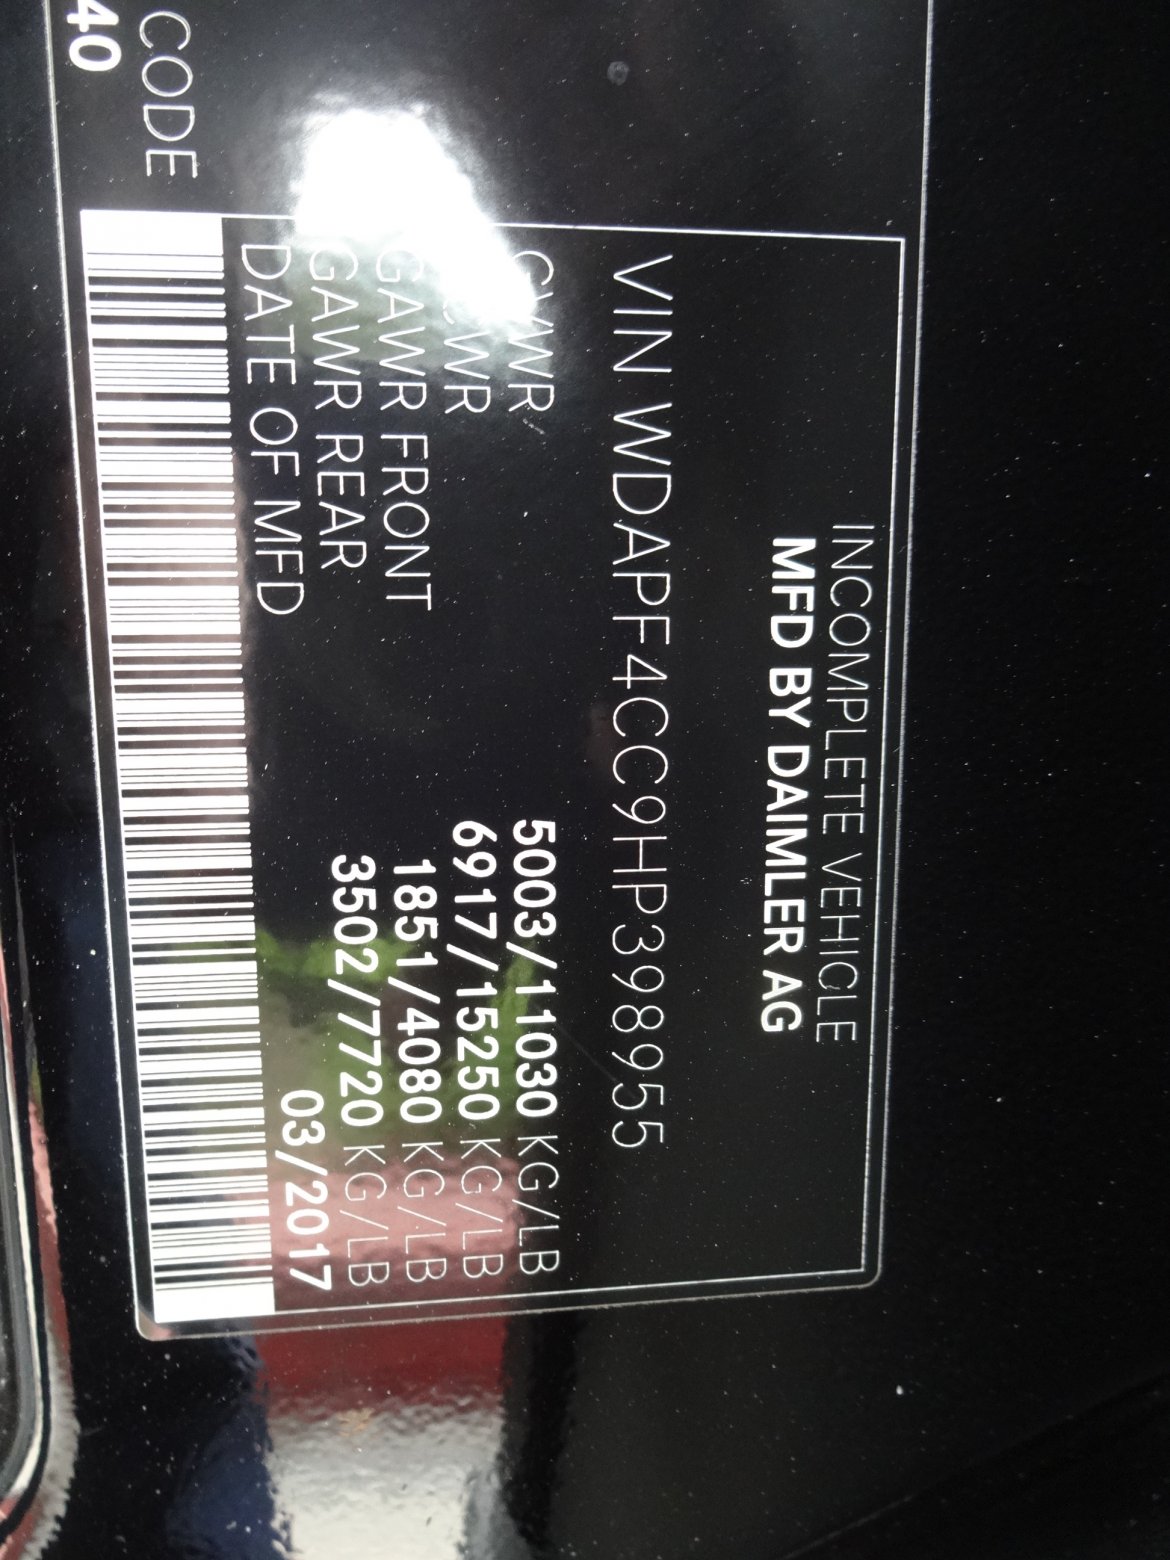 INCOMPLETE VEHICLE
MFD BY DAIMLER AG
VIN WDAPF4CC9HP398955
GVWR 5003/11030 KG/LB
GCWR 6917/15250 KG/LB
GAWR FRONT 1851/4080 KG/LB
GAWR REAR 3502/7720 KG/LB
DATE OF MFD 03/2017
CODE
40